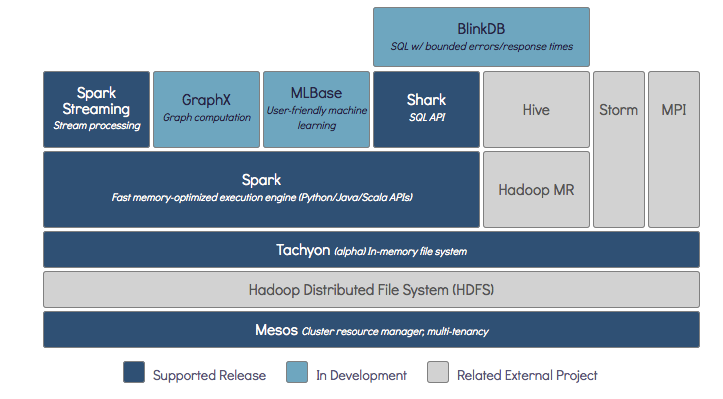 BlinkDB
SQL w/ bounded errors/response times
Spark
Streaming
Stream processing
GraphX
Graph computation
MLBase
User-friendly machine
learning
Shark
SQL API
Hive
Storm
MPI
Spark
Fast memory-optimized execution engine (Python/Java/Scala APIs)
Hadoop MR
Tachyon (alpha) In-memory file system
Hadoop Distributed File System (HDFS)
Mesos Cluster resource manager, multi-tenancy
Supported Release
In Development
Related External Project